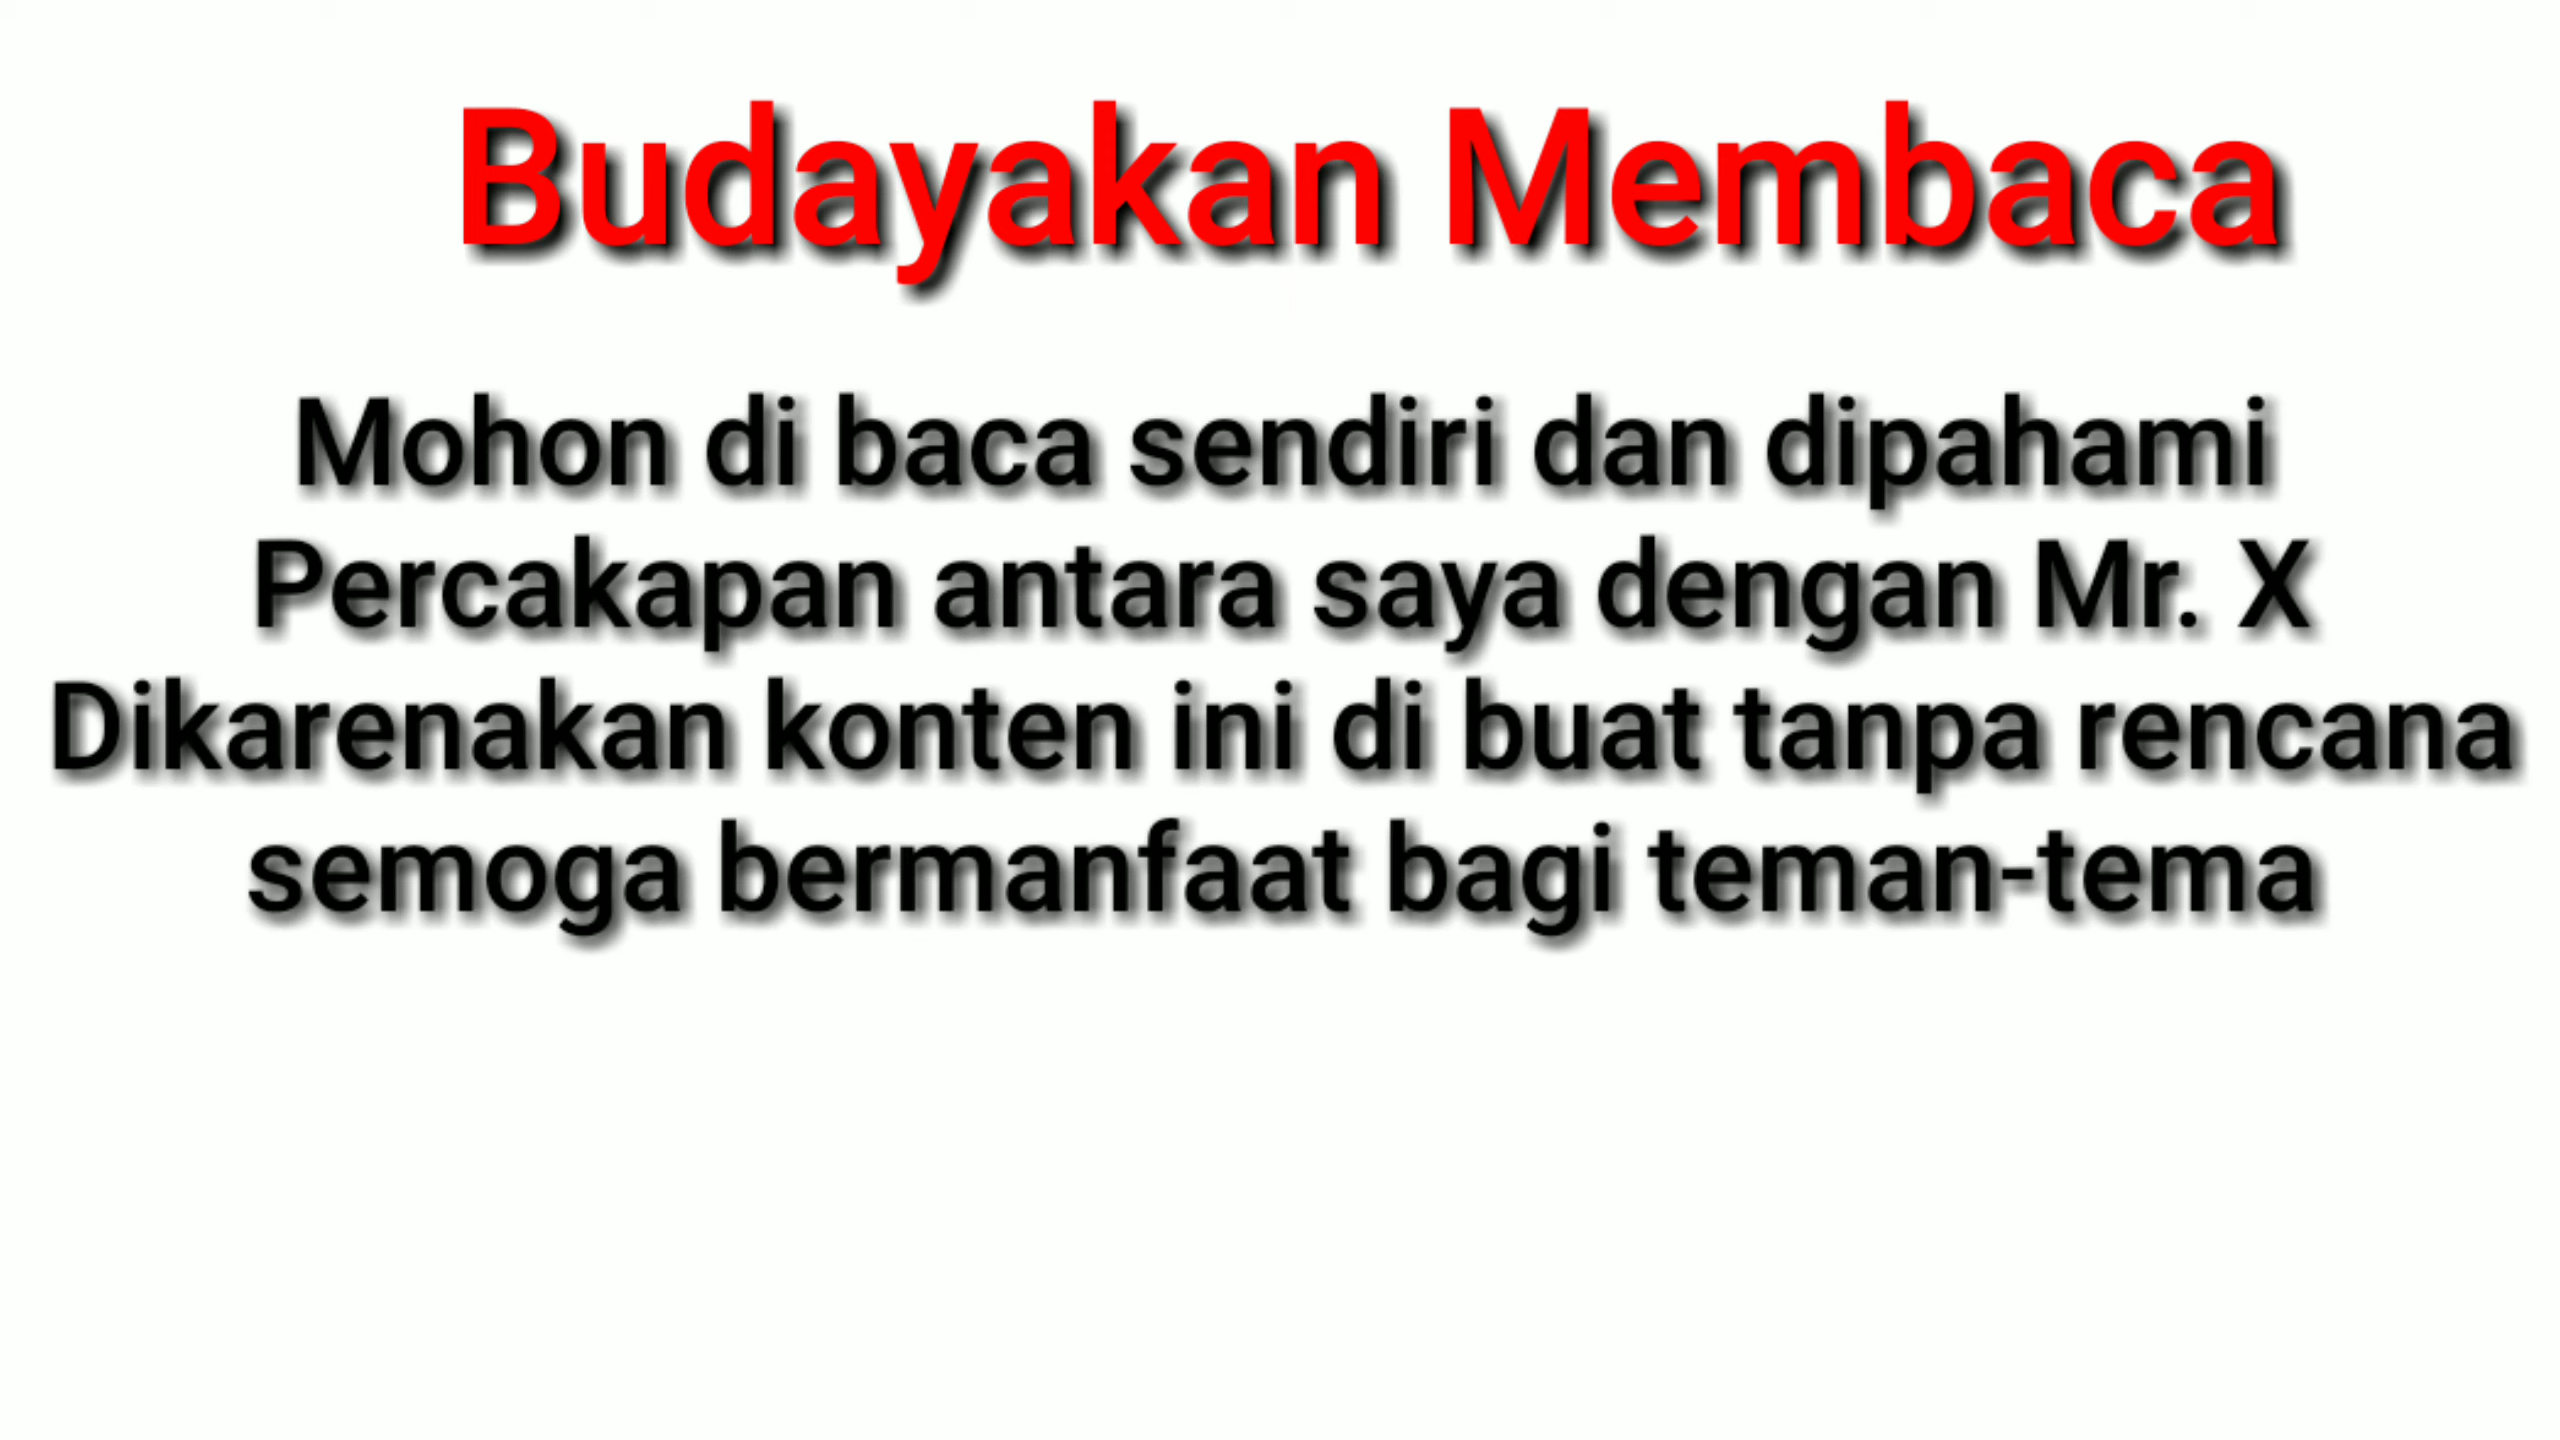 Budayakan Membaca
Mohon di baca sendiri dan dipahami
Percakapan antara saya dengan Mr. X
Dikarenakan konten ini di buat tanpa rencana
semoga bermanfaat bagi teman-tema